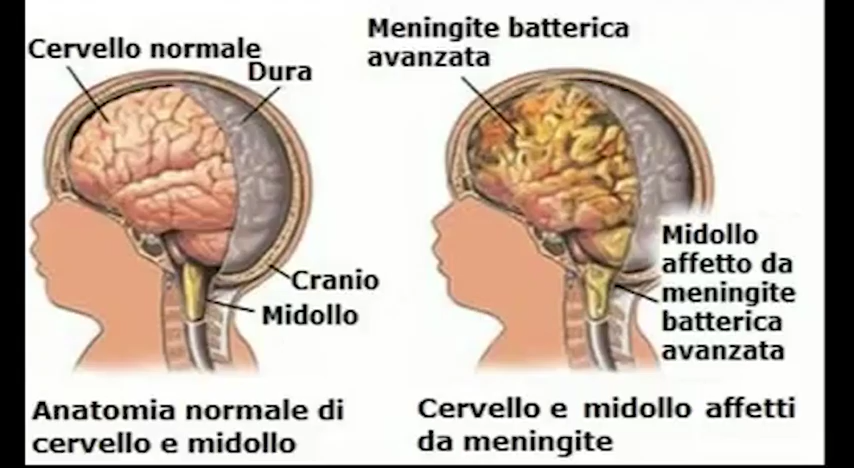 Cervello normale
Dura
Cranio
Midollo
Anatomia normale di
cervello e midollo
Meningite batterica
avanzata
Midollo
affetto da
meningite
batterica
avanzata
Cervello e midollo affetti
da meningite